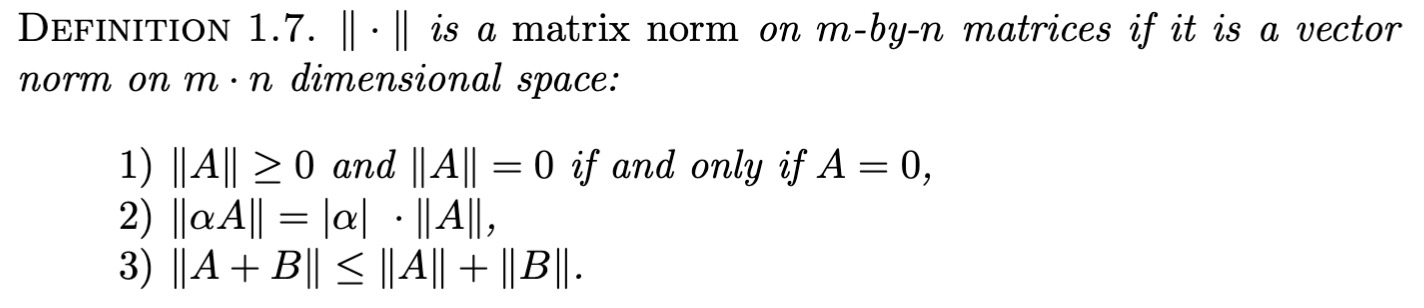 DEFINITION 1.7. ‖ · ‖ is a matrix norm on m-by-n matrices if it is a vector
norm on m · n dimensional space:
1) ‖A‖ ≥ 0 and ‖A‖ = 0 if and only if A = 0,
2) ‖αA‖ = |α| · ‖A‖,
3) ‖A + B‖ ≤ ‖A‖ + ‖B‖.